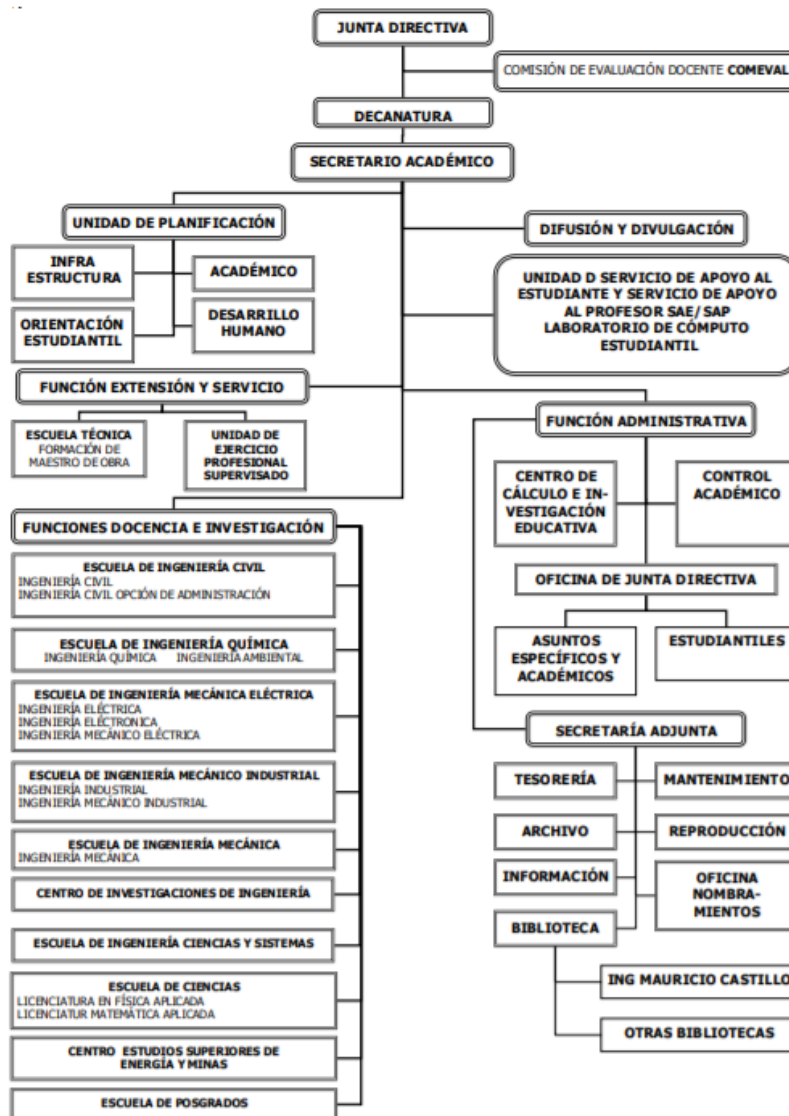 JUNTA DIRECTIVA
COMISIÓN DE EVALUACIÓN DOCENTE COMEVAL
DECANATURA
SECRETARIO ACADÉMICO
UNIDAD DE PLANIFICACIÓN
INFRA
ESTRUCTURA
ACADÉMICO
ORIENTACIÓN
ESTUDIANTIL
DESARRILLO
HUMANO
DIFUSIÓN Y DIVULGACIÓN
UNIDAD D SERVICIO DE APOYO AL
ESTUDIANTE Y SERVICIO DE APOYO
AL PROFESOR SAE/SAP
LABORATORIO DE CÓMPUTO
ESTUDIANTIL
FUNCIÓN EXTENSIÓN Y SERVICIO
ESCUELA TÉCNICA
FORMACIÓN DE
MAESTRO DE OBRA
UNIDAD DE
EJERCICIO
PROFESIONAL
SUPERVISADO
FUNCIÓN ADMINISTRATIVA
CENTRO DE
CÁLCULO E IN-
VESTIGACIÓN
EDUCATIVA
CONTROL
ACADÉMICO
OFICINA DE JUNTA DIRECTIVA
ASUNTOS
ESPECÍFICOS Y
ACADÉMICOS
ESTUDIANTILES
SECRETARÍA ADJUNTA
TESORERÍA
MANTENIMIENTO
ARCHIVO
REPRODUCCIÓN
INFORMACIÓN
OFICINA
NOMBRA-
MIENTOS
BIBLIOTECA
ING MAURICIO CASTILLO
OTRAS BIBLIOTECAS
FUNCIONES DOCENCIA E INVESTIGACIÓN
ESCUELA DE INGENIERÍA CIVIL
INGENIERÍA CIVIL
INGENIERÍA CIVIL OPCIÓN DE ADMINISTRACIÓN
ESCUELA DE INGENIERÍA QUÍMICA
INGENIERÍA QUÍMICA INGENIERÍA AMBIENTAL
ESCUELA DE INGENIERÍA MECÁNICA ELÉCTRICA
INGENIERÍA ELÉCTRICA
INGENIERÍA ELÉCTRONICA
INGENIERÍA MECÁNICO ELÉCTRICA
ESCUELA DE INGENIERÍA MECÁNICO INDUSTRIAL
INGENIERÍA INDUSTRIAL
INGENIERÍA MECÁNICO INDUSTRIAL
ESCUELA DE INGENIERÍA MECÁNICA
INGENIERÍA MECÁNICA
CENTRO DE INVESTIGACIONES DE INGENIERÍA
ESCUELA DE INGENIERÍA CIENCIAS Y SISTEMAS
ESCUELA DE CIENCIAS
LICENCIATURA EN FÍSICA APLICADA
LICENCIATUR MATEMÁTICA APLICADA
CENTRO ESTUDIOS SUPERIORES DE
ENERGÍA Y MINAS
ESCUELA DE POSGRADOS